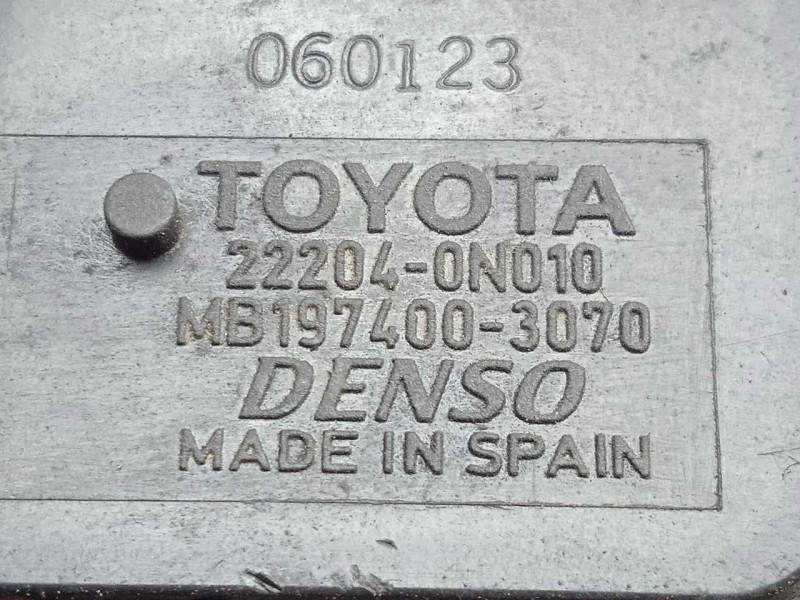 060123
TOYOTA
22204-0N010
MB197400-3070
DENSO
MADE IN SPAIN